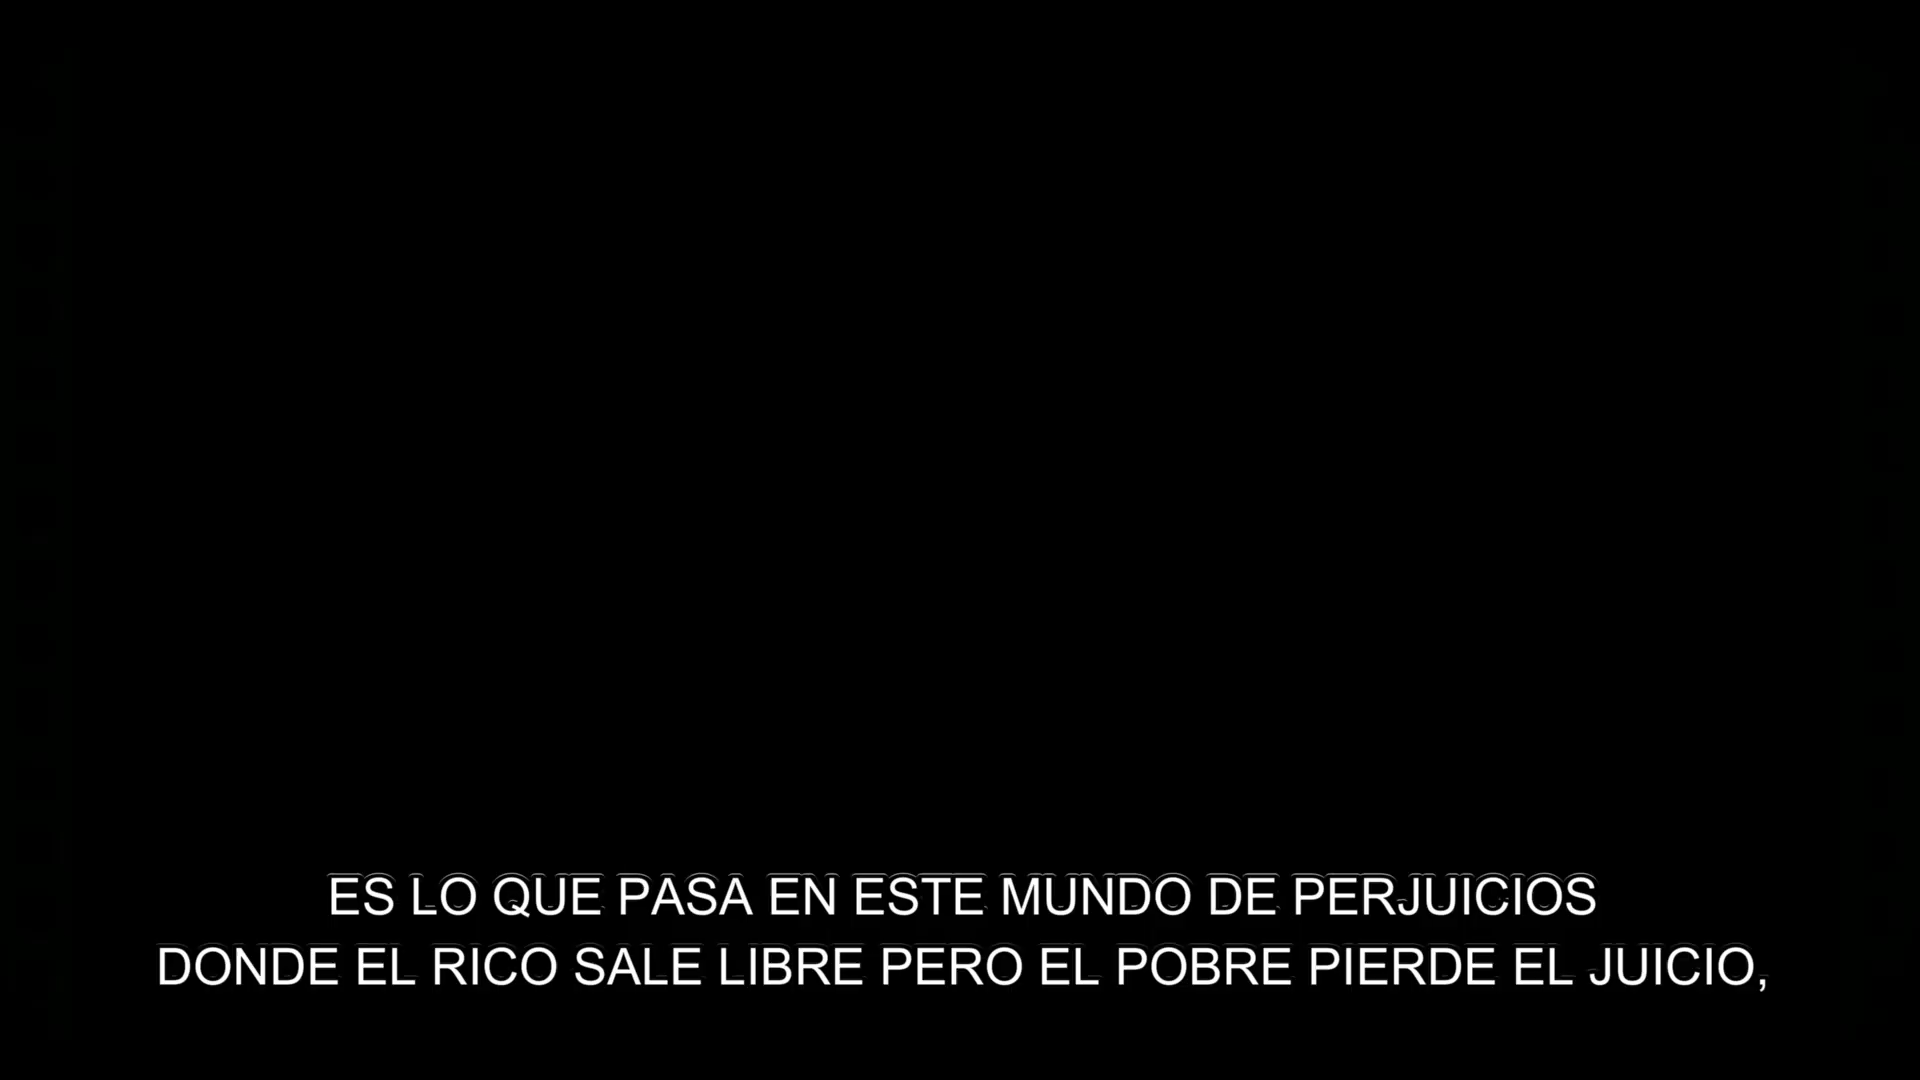 ES LO QUE PASA EN ESTE MUNDO DE PERJUICIOS
DONDE EL RICO SALE LIBRE PERO EL POBRE PIERDE EL JUICIO,